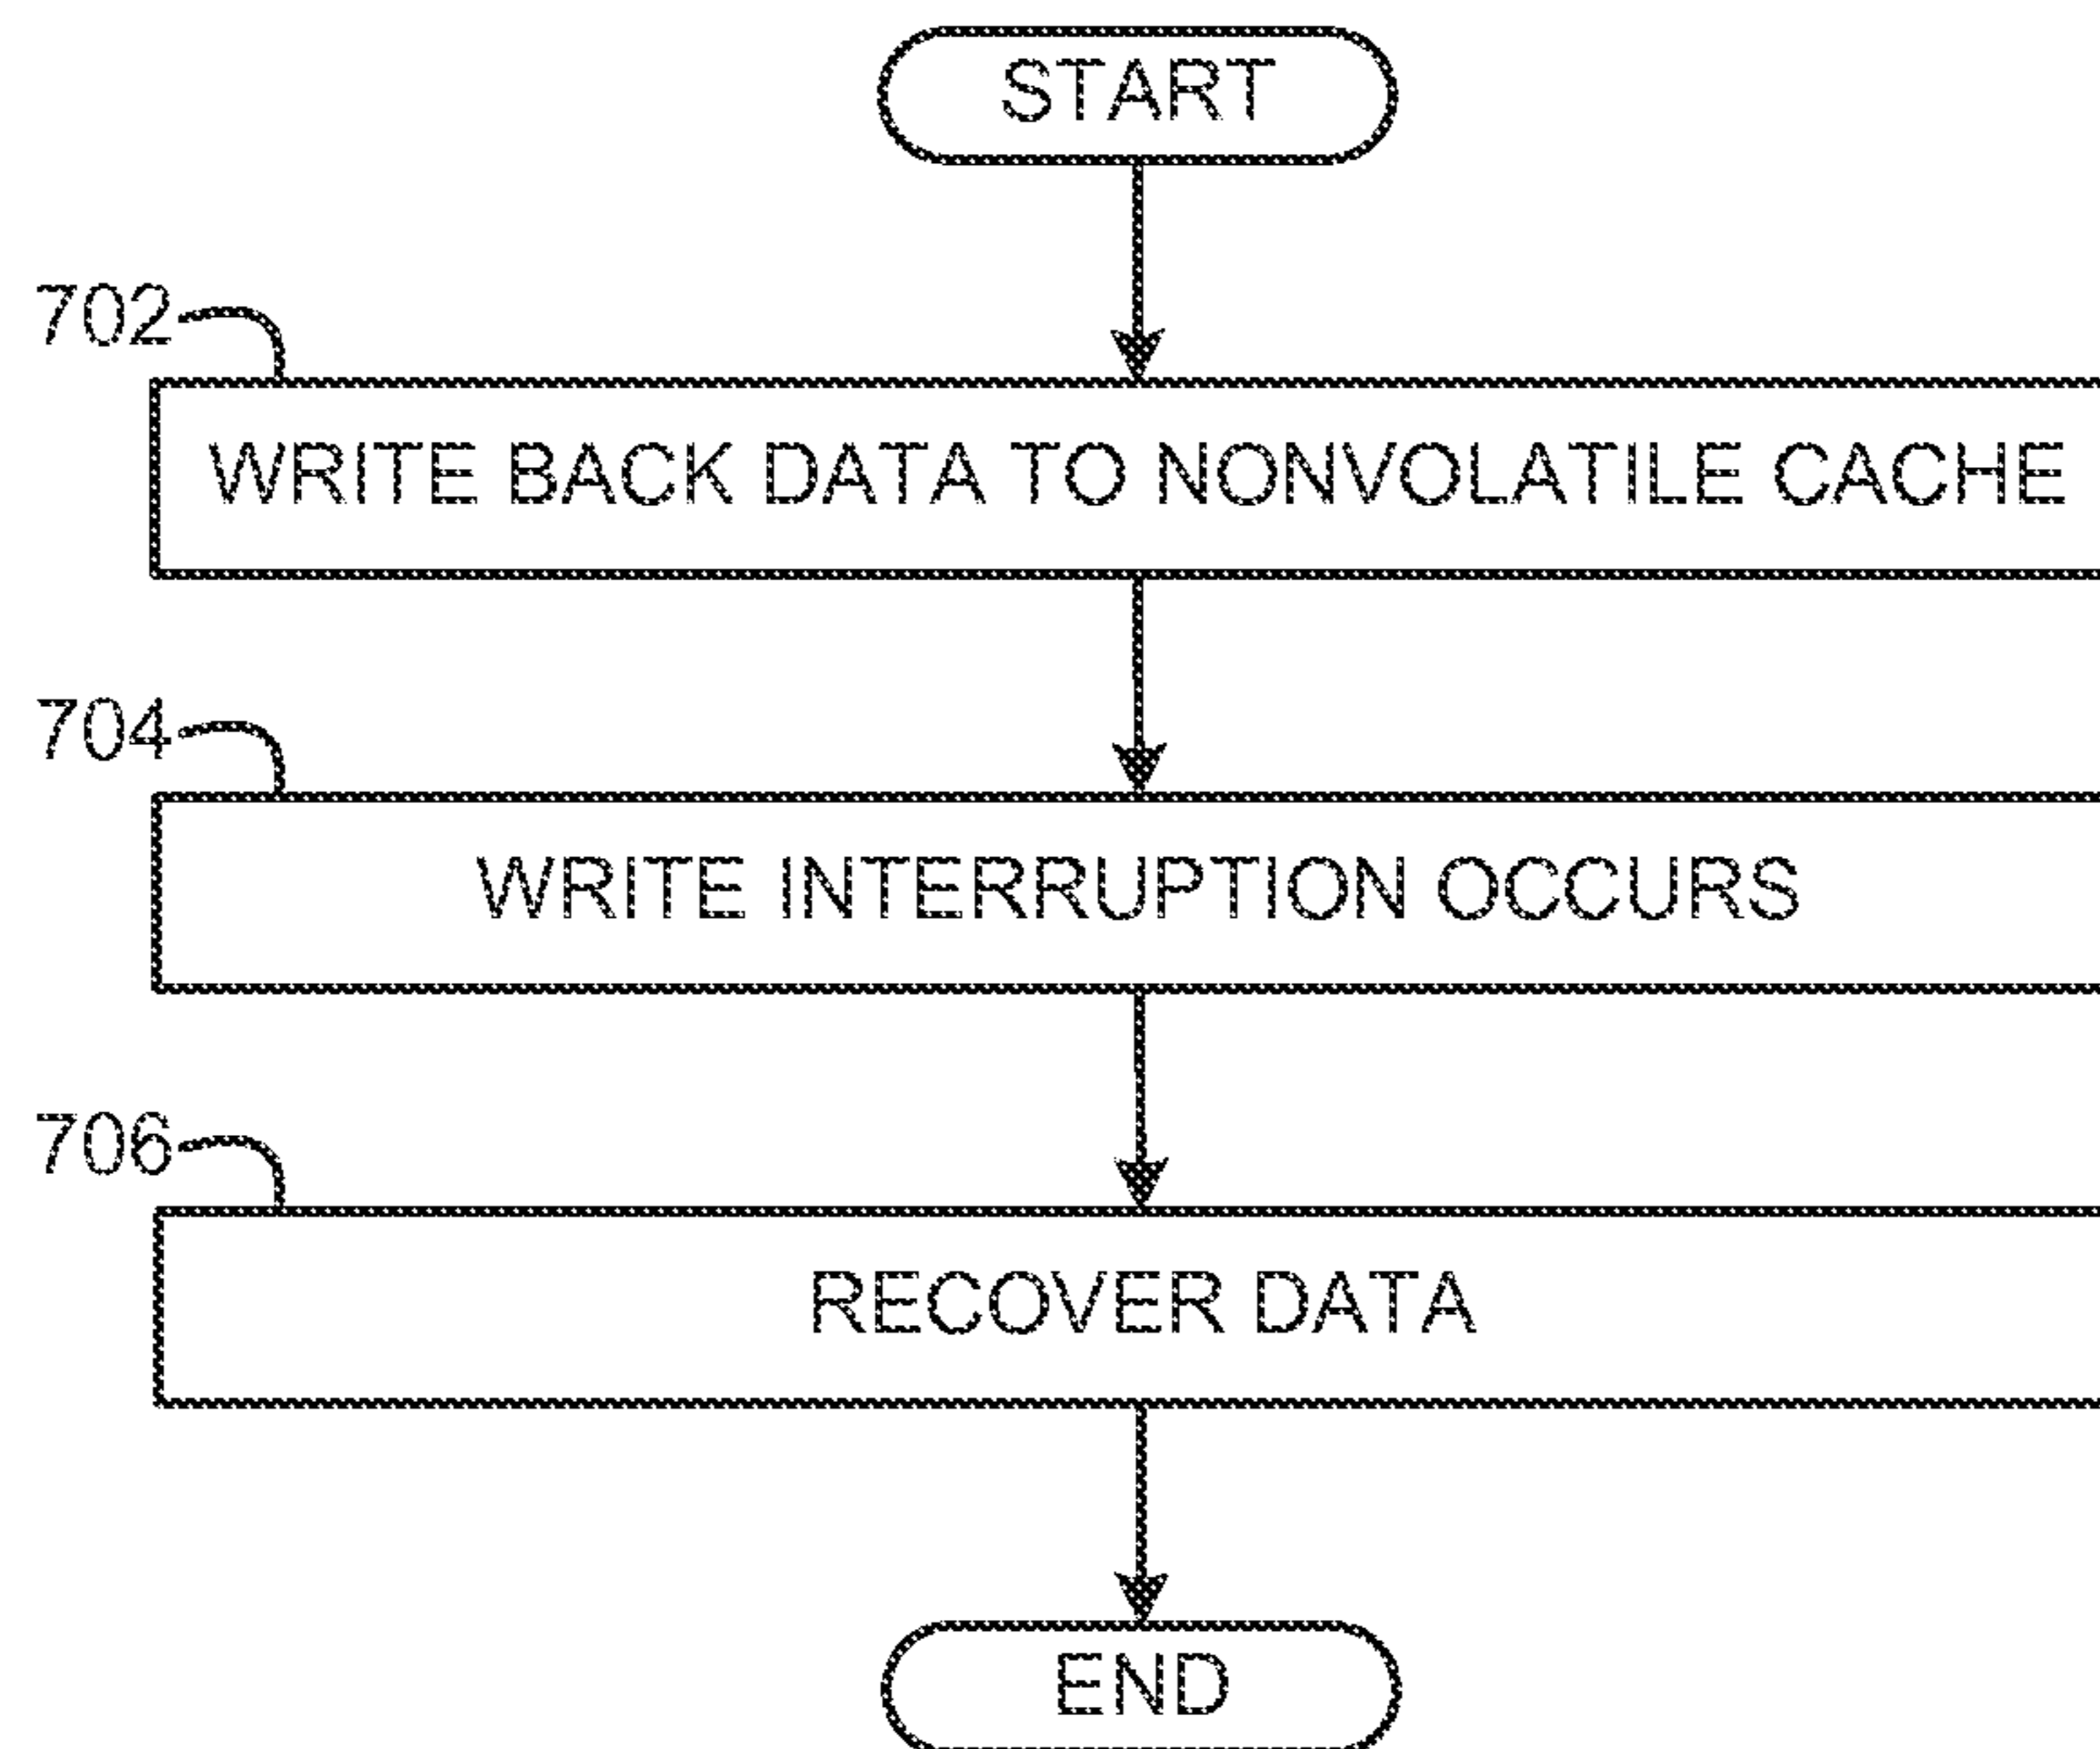 START
702
WRITE BACK DATA TO NONVOLATILE CACHE
704
WRITE INTERRUPTION OCCURS
706
RECOVER DATA
END